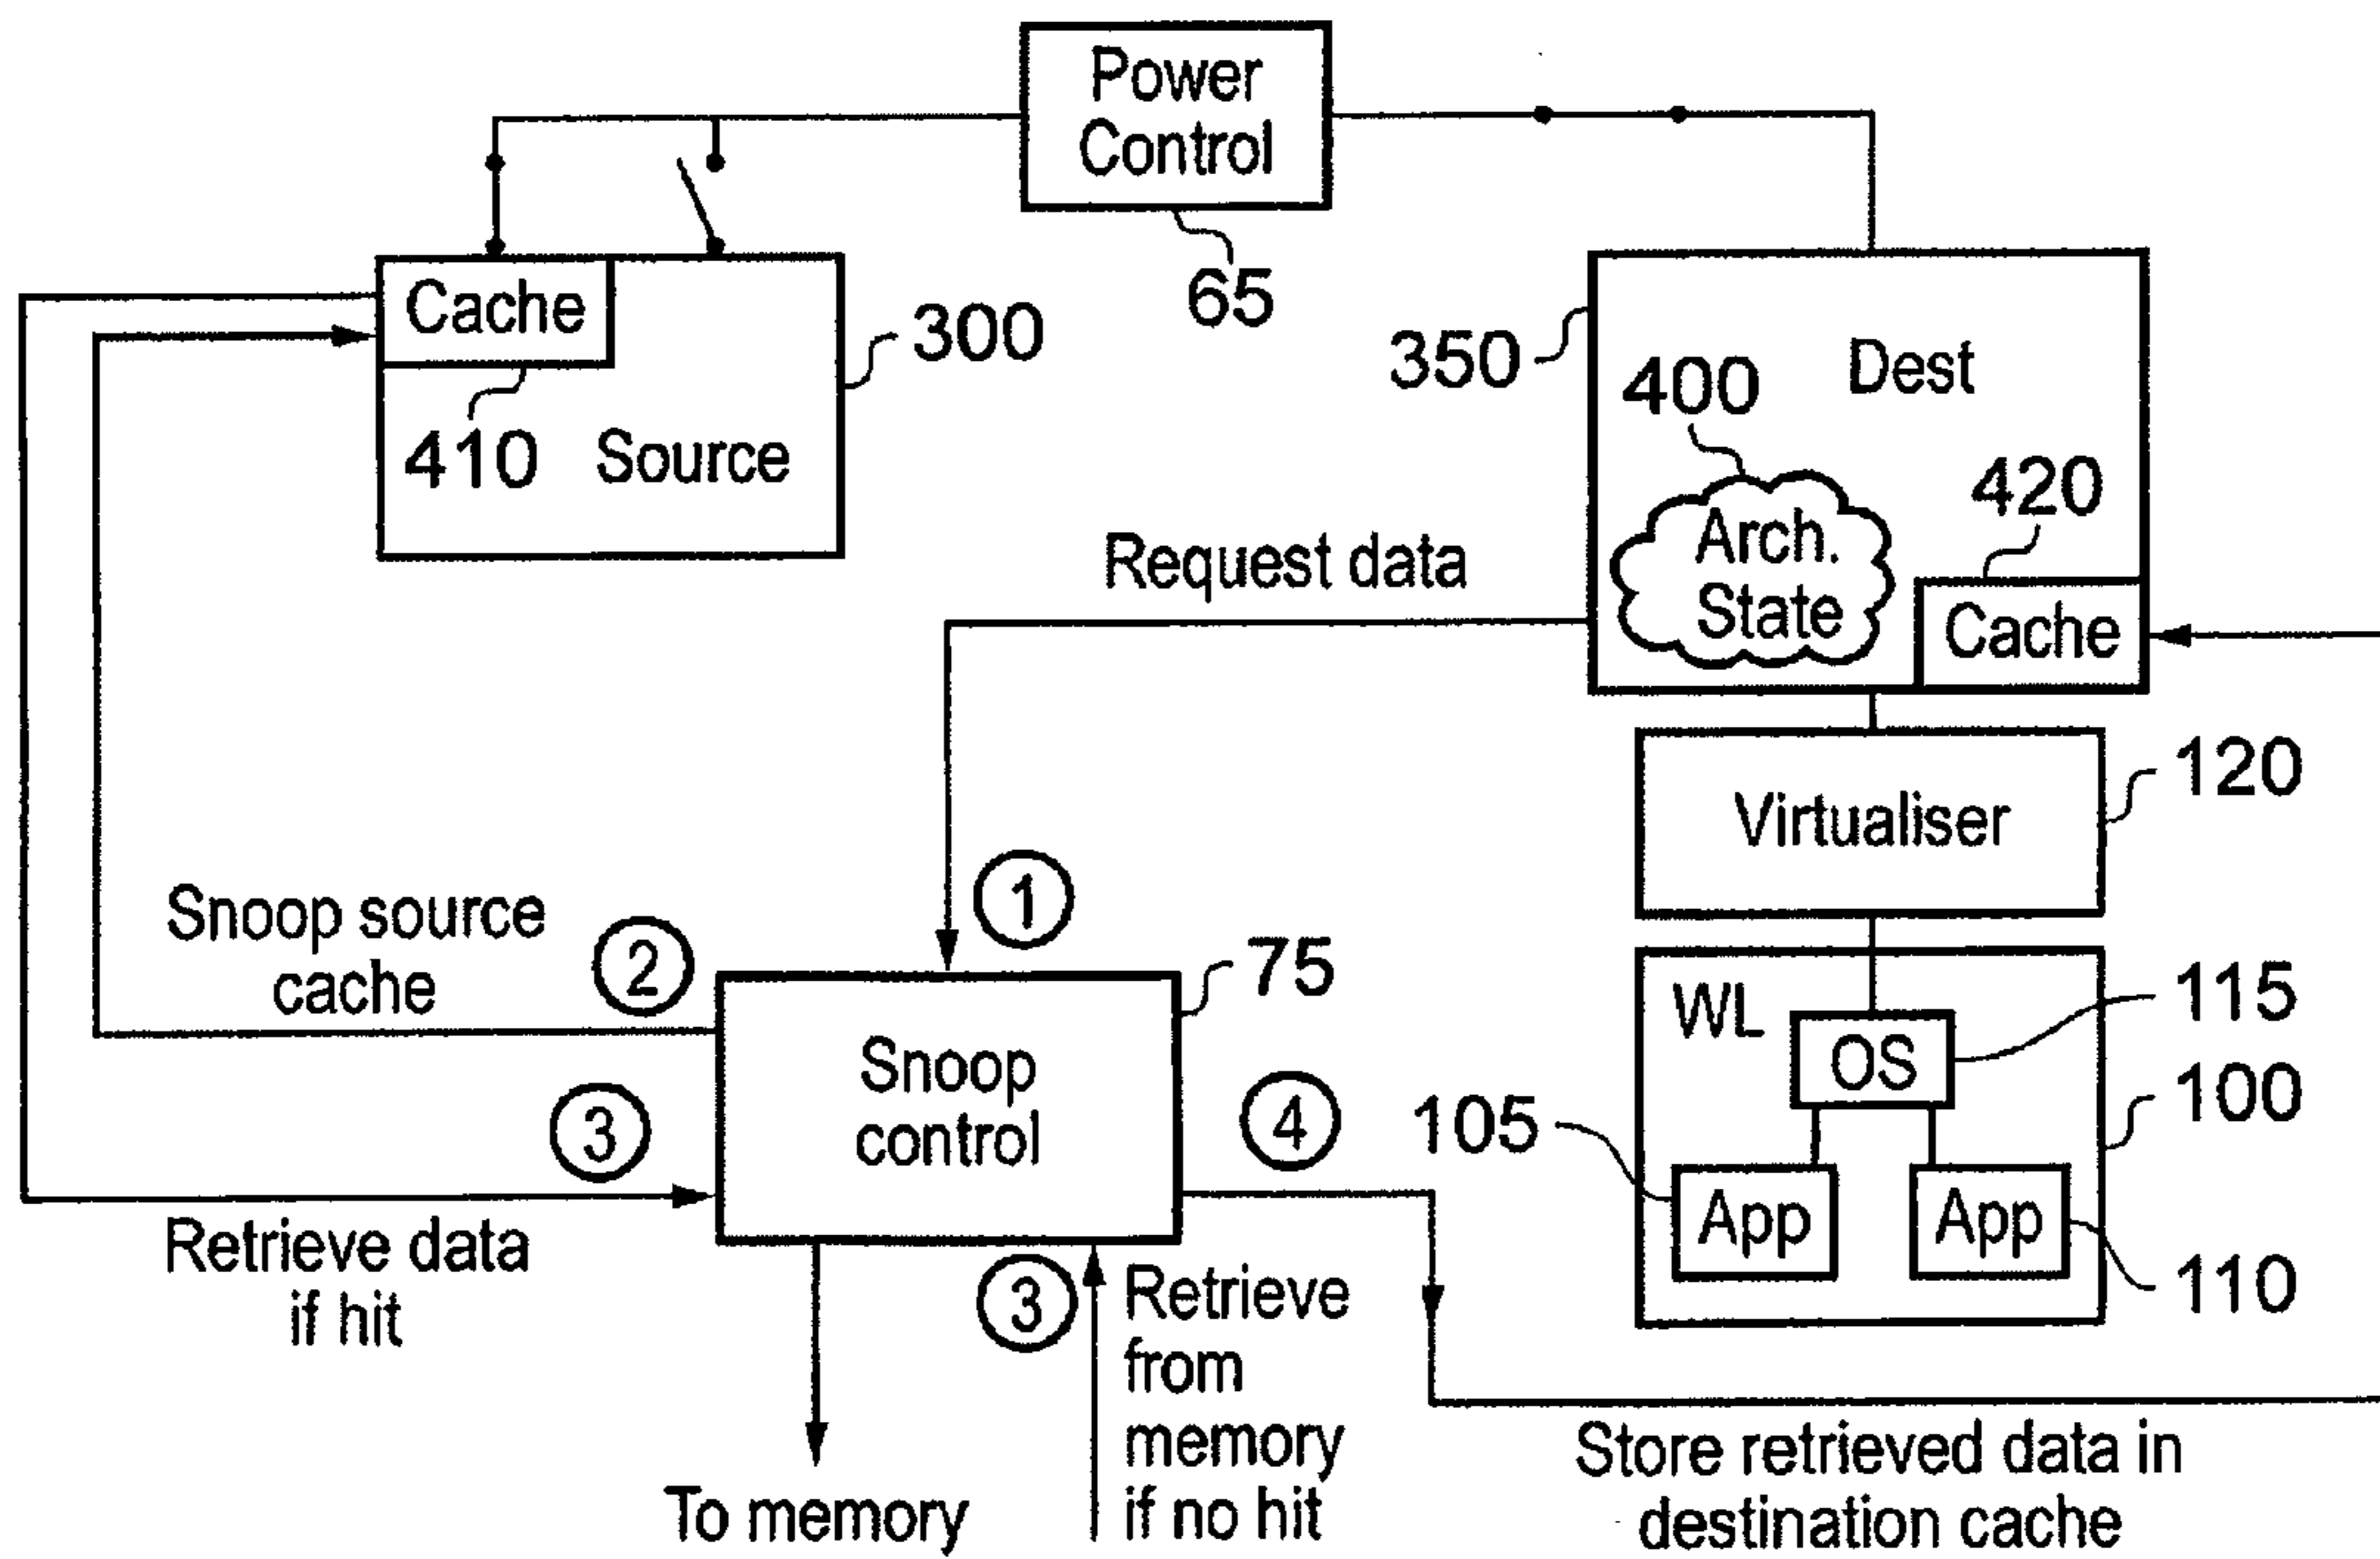 Power
Control
65
Cache
300
410
Source
350
Dest
400
420
Arch.
State
Cache
Request data
Virtualiser
120
1
Snoop source
cache
2
75
Snoop
control
WL
OS
115
100
3
4
105
App
App
110
Retrieve data
if hit
3
Retrieve
from
memory
if no hit
To memory
Store retrieved data in
destination cache